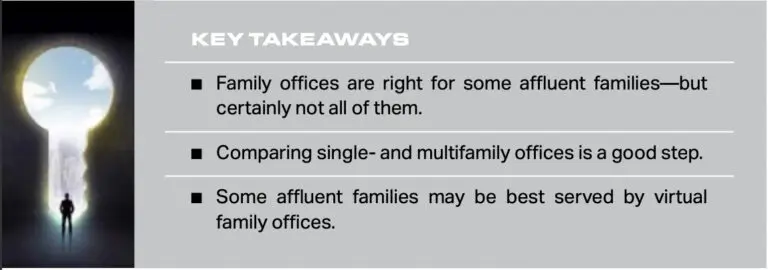 KEY TAKEAWAYS
■ Family offices are right for some affluent families—but
certainly not all of them.
■ Comparing single- and multifamily offices is a good step.
■ Some affluent families may be best served by virtual
family offices.